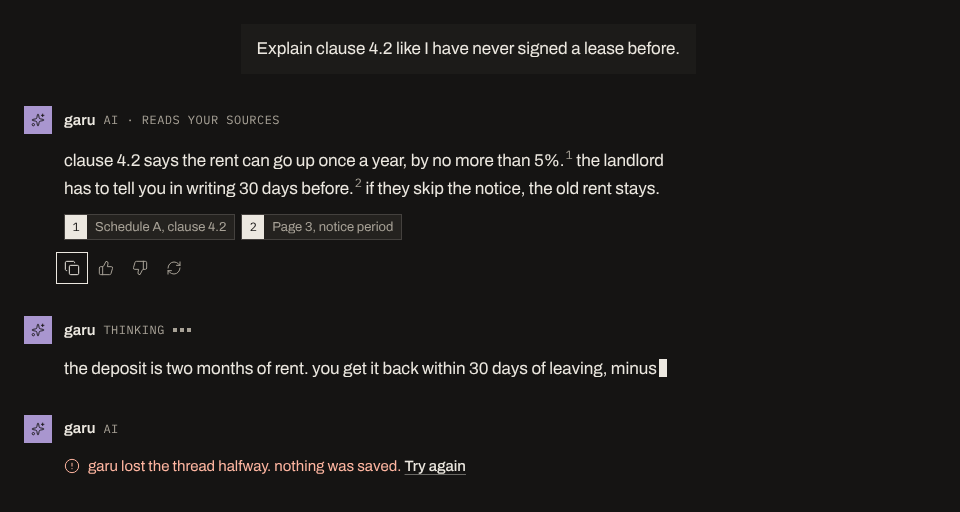 Explain clause 4.2 like I have never signed a lease before.
garu AI · READS YOUR SOURCES
clause 4.2 says the rent can go up once a year, by no more than 5%.1 the landlord
has to tell you in writing 30 days before.2 if they skip the notice, the old rent stays.
1 Schedule A, clause 4.2 2 Page 3, notice period
garu THINKING
the deposit is two months of rent. you get it back within 30 days of leaving, minus
garu AI
garu lost the thread halfway. nothing was saved. Try again